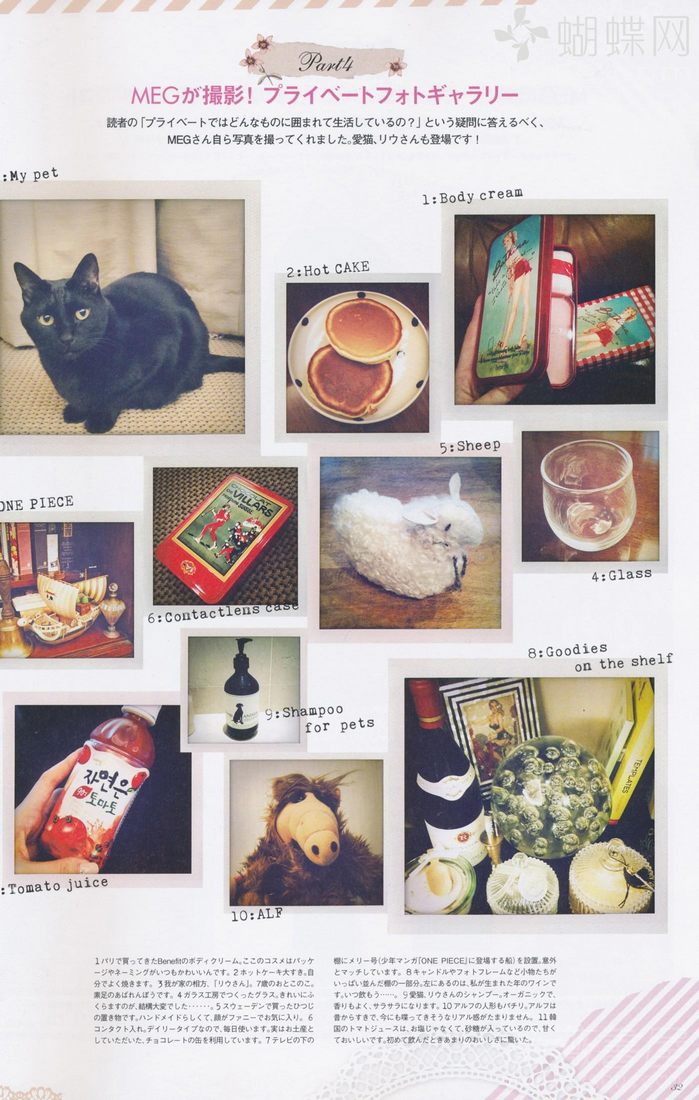 蝴蝶网
Part4
MEGが撮影！ プライベートフォトギャラリー
読者の「プライベートではどんなものに囲まれて生活しているの？」という疑問に答えるべく、
MEGさん自ら写真を撮ってくれました。愛猫、リウさんも登場です！
:My pet
1:Body cream
2:Hot CAKE
5:Sheep
ONE PIECE
VILLARS
4:Glass
6:Contactlens case
8:Goodies
on the shelf
9:Shampoo
for pets
TEMPLATES
자연은
토마토
:Tomato juice
10:ALF
1 パリで買ってきたBenefitのボディクリーム。ここのコスメはパッケ
ージやネーミングがいつもかわいいんです。2 ホットケーキ大すき。自
分でよく焼きます。3 我が家の相方、「リウさん」。7歳のおとこのこ。
素足のあばれんぼうです。4 ガラス工房でつくったグラス。きれいにふ
くらますのが、結構大変でした‥‥‥。5 スウェーデンで買ったひつじ
の置き物です。ハンドメイドらしくて、顔がファニーでお気に入り。6
コンタクト入れ。デイリータイプなので、毎日使います。実はお土産と
していただいた、チョコレートの缶を利用しています。7 テレビの下の
棚にメリー号（少年マンガ「ONE PIECE」に登場する船）を設置。意外
とマッチしています。8 キャンドルやフォトフレームなど小物たちが
いっぱい並んだ棚の一部分。左にあるのは、私が生まれた年のワインで
す。いつ飲もう‥‥‥。9 愛猫、リウさんのシャンプー。オーガニックで、
香りもよく、サラサラになります。10 アルフの人形もパチリ。アルフは
昔からすきで、今にも喋ってきそうなリアル感がたまりません。11 韓
国のトマトジュースは、お塩じゃなくて、砂糖が入っているので、甘く
ておいしいです。初めて飲んだときあまりのおいしさに驚いた。
32